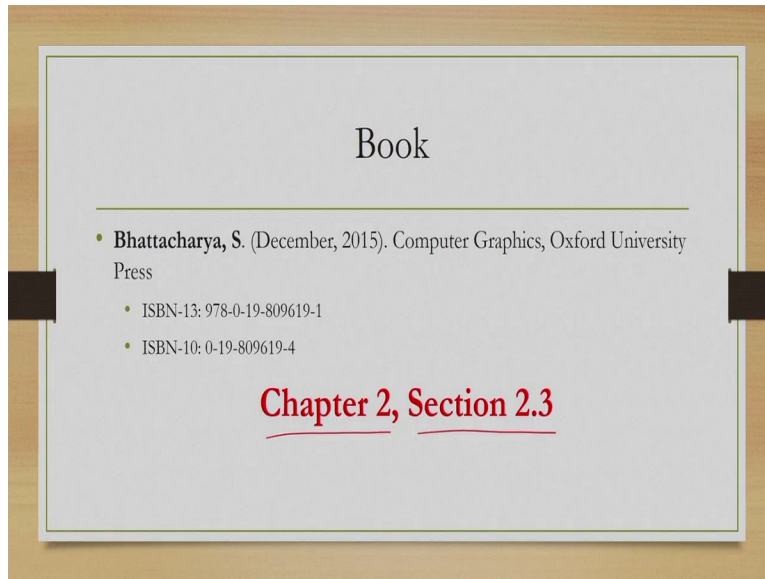 Book
• Bhattacharya, S. (December, 2015). Computer Graphics, Oxford University
Press
• ISBN-13: 978-0-19-809619-1
• ISBN-10: 0-19-809619-4
Chapter 2, Section 2.3